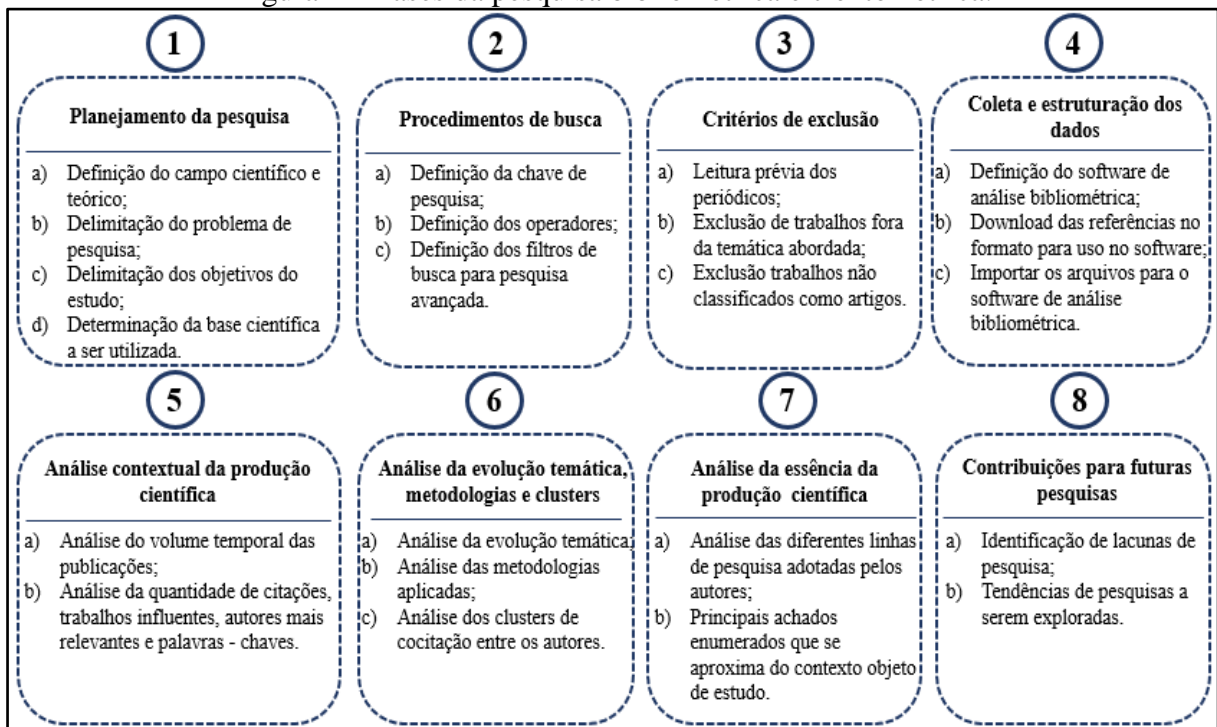 1
Planejamento da pesquisa
a) Definição do campo científico e
teórico;
b) Delimitação do problema de
pesquisa;
c) Delimitação dos objetivos do
estudo;
d) Determinação da base científica
a ser utilizada.
2
Procedimentos de busca
a) Definição da chave de
pesquisa;
b) Definição dos operadores;
c) Definição dos filtros de
busca para pesquisa
avançada.
3
Critérios de exclusão
a) Leitura prévia dos
periódicos;
b) Exclusão de trabalhos fora
da temática abordada;
c) Exclusão trabalhos não
classificados como artigos.
4
Coleta e estruturação dos
dados
a) Definição do software de
análise bibliométrica;
b) Download das referências no
formato para uso no software;
c) Importar os arquivos para o
software de análise
bibliométrica.
5
Análise contextual da produção
científica
a) Análise do volume temporal das
publicações;
b) Análise da quantidade de citações,
trabalhos influentes, autores mais
relevantes e palavras - chaves.
6
Análise da evolução temática,
metodologias e clusters
a) Análise da evolução temática;
b) Análise das metodologias
aplicadas;
c) Análise dos clusters de
cocitação entre os autores.
7
Análise da essência da
produção científica
a) Análise das diferentes linhas
de pesquisa adotadas pelos
autores;
b) Principais achados
enumerados que se
aproxima do contexto objeto
de estudo.
8
Contribuições para futuras
pesquisas
a) Identificação de lacunas de
pesquisa;
b) Tendências de pesquisas a
serem exploradas.